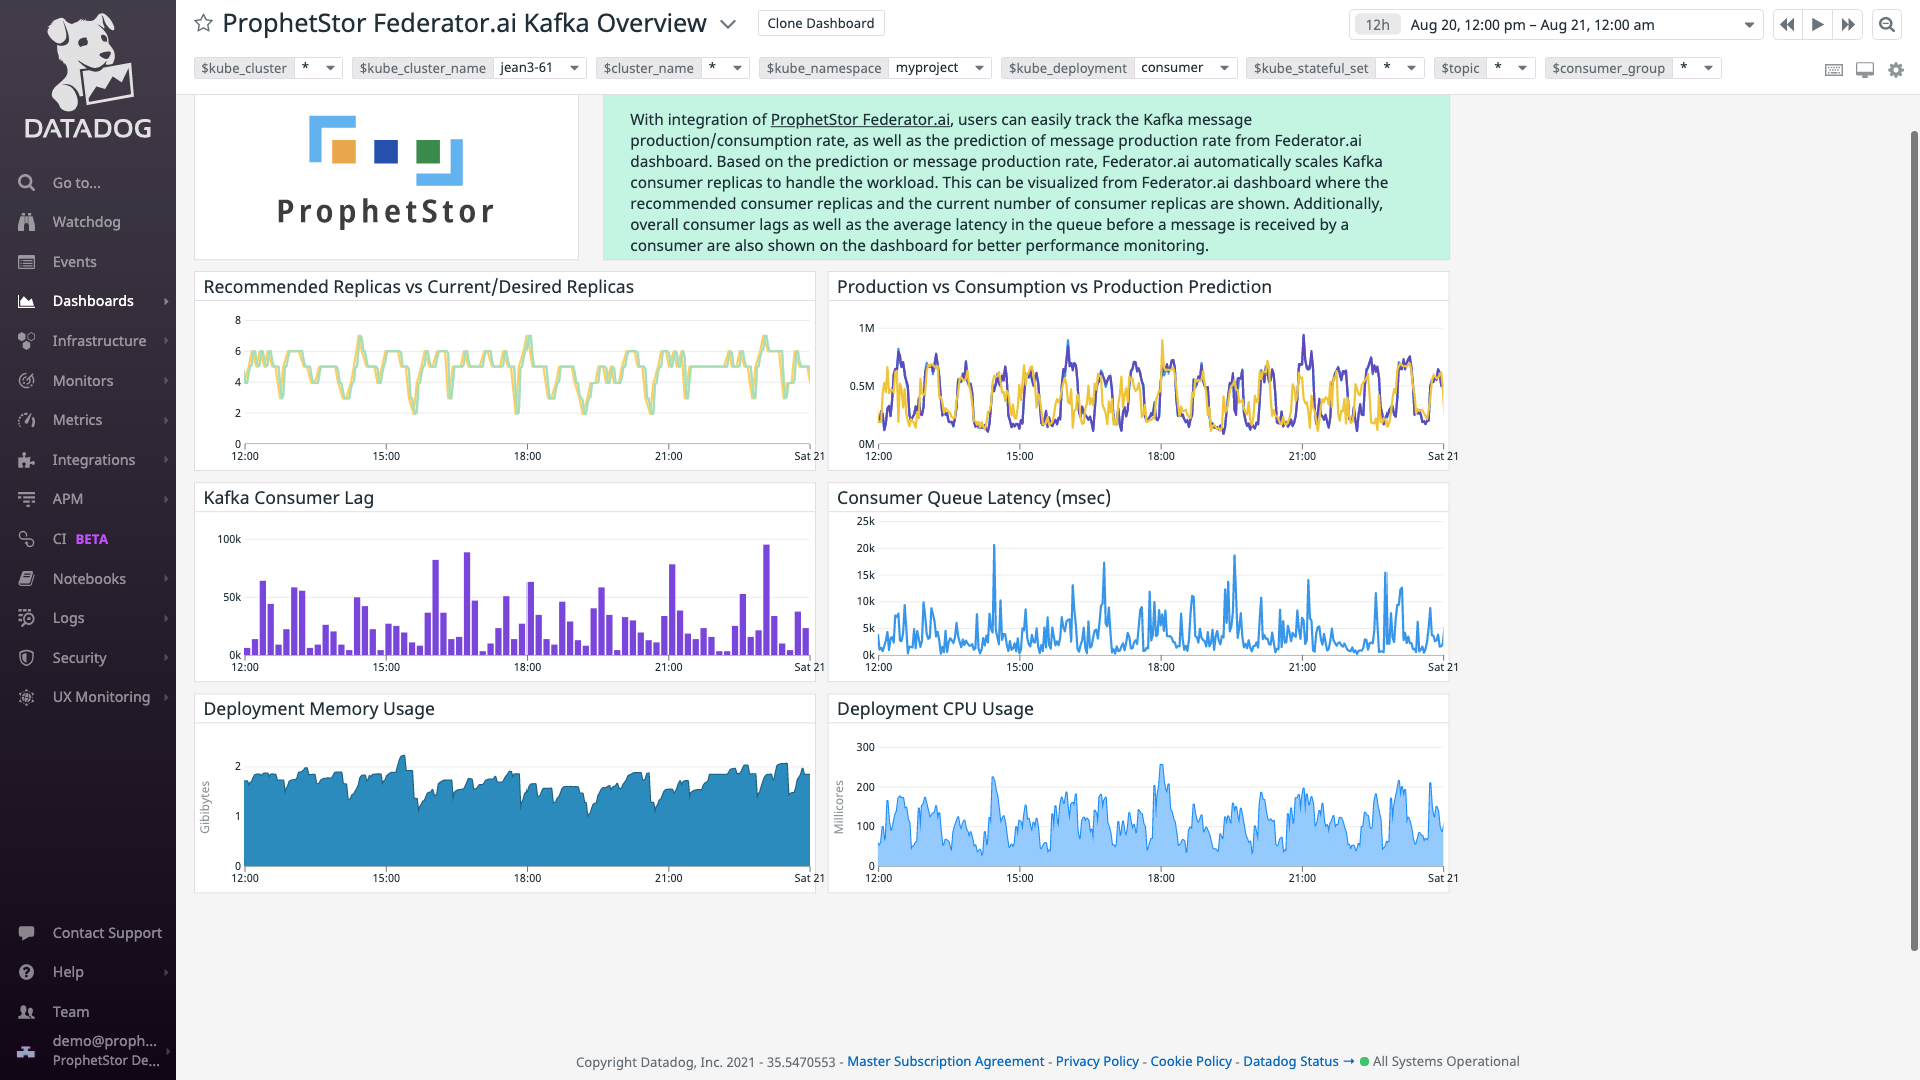 ProphetStor Federator.ai Kafka Overview
Clone Dashboard
12h Aug 20, 12:00 pm – Aug 21, 12:00 am
$kube_cluster * $kube_cluster_name jean3-61 $cluster_name * $kube_namespace myproject $kube_deployment consumer $kube_stateful_set * $topic * $consumer_group *
DATADOG
Go to...
Watchdog
Events
Dashboards
Infrastructure
Monitors
Metrics
Integrations
APM
CI BETA
Notebooks
Logs
Security
UX Monitoring
Contact Support
Help
Team
demo@proph...
ProphetStor De...
ProphetStor
With integration of ProphetStor Federator.ai, users can easily track the Kafka message
production/consumption rate, as well as the prediction of message production rate from Federator.ai
dashboard. Based on the prediction or message production rate, Federator.ai automatically scales Kafka
consumer replicas to handle the workload. This can be visualized from Federator.ai dashboard where the
recommended consumer replicas and the current number of consumer replicas are shown. Additionally,
overall consumer lags as well as the average latency in the queue before a message is received by a
consumer are also shown on the dashboard for better performance monitoring.
Recommended Replicas vs Current/Desired Replicas
8
6
4
2
0
12:00 15:00 18:00 21:00 Sat 21
Production vs Consumption vs Production Prediction
1M
0.5M
0M
12:00 15:00 18:00 21:00 Sat 21
Kafka Consumer Lag
100k
50k
0k
12:00 15:00 18:00 21:00 Sat 21
Consumer Queue Latency (msec)
25k
20k
15k
10k
5k
0k
12:00 15:00 18:00 21:00 Sat 21
Deployment Memory Usage
Gibibytes
2
1
0
12:00 15:00 18:00 21:00 Sat 21
Deployment CPU Usage
Millicores
300
200
100
0
12:00 15:00 18:00 21:00 Sat 21
Copyright Datadog, Inc. 2021 - 35.5470553 - Master Subscription Agreement - Privacy Policy - Cookie Policy - Datadog Status → All Systems Operational